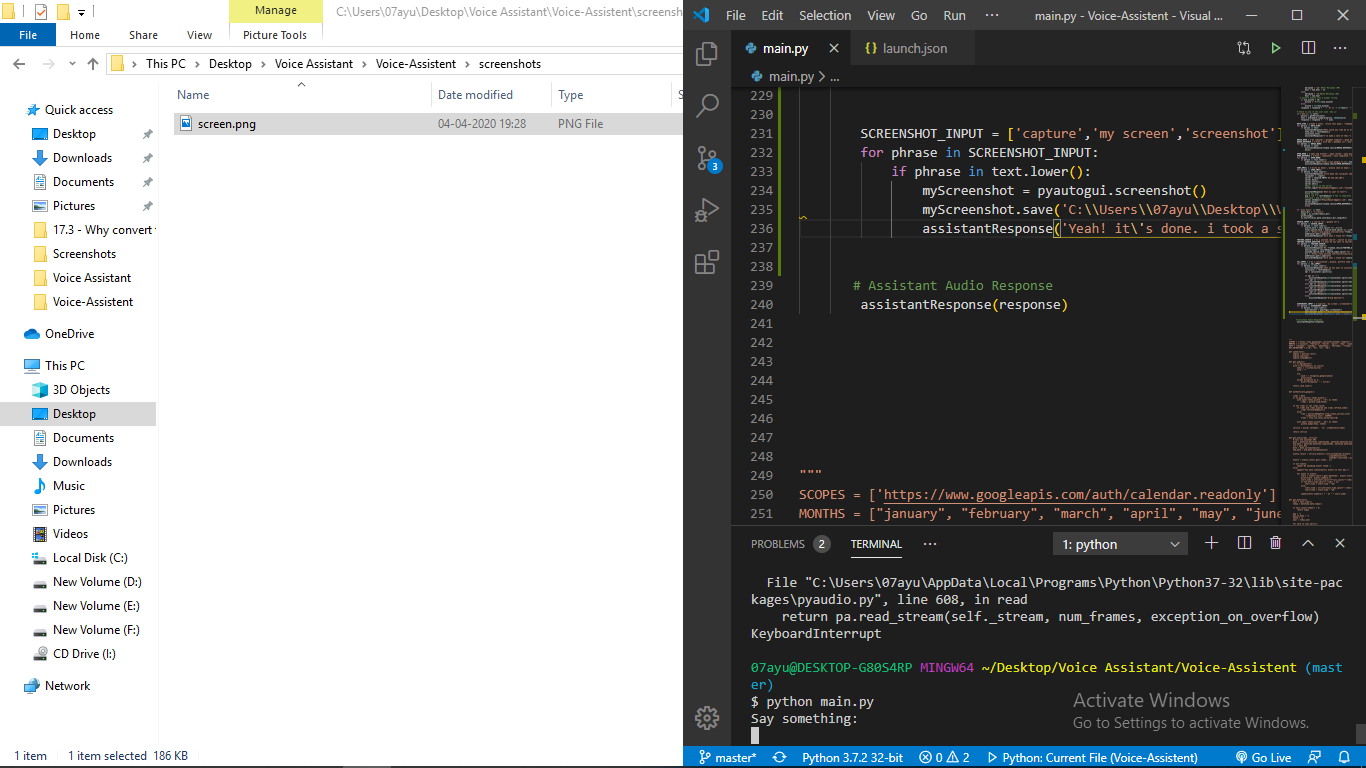 Manage
C:\Users\07ayu\Desktop\Voice Assistant\Voice-Assistent\screensh
File Home Share View Picture Tools
This PC > Desktop > Voice Assistant > Voice-Assistent > screenshots
Name Date modified Type S
screen.png 04-04-2020 19:28 PNG File
Quick access
Desktop
Downloads
Documents
Pictures
17.3 - Why convert
Screenshots
Voice Assistant
Voice-Assistent
OneDrive
This PC
3D Objects
Desktop
Documents
Downloads
Music
Pictures
Videos
Local Disk (C:)
New Volume (D:)
New Volume (E:)
New Volume (F:)
CD Drive (I:)
Network
1 item 1 item selected 186 KB
File Edit Selection View Go Run ··· main.py - Voice-Assistent - Visual ...
main.py {} launch.json
main.py > ...
3
229
230
231 SCREENSHOT_INPUT = ['capture','my screen','screenshot']
232 for phrase in SCREENSHOT_INPUT:
233 if phrase in text.lower():
234 myScreenshot = pyautogui.screenshot()
235 myScreenshot.save('C:\\Users\\07ayu\\Desktop\\
236 assistantResponse('Yeah! it\'s done. i took a s
237
238
239 # Assistant Audio Response
240 assistantResponse(response)
241
242
243
244
245
246
247
248
249 """
250 SCOPES = ['https://www.googleapis.com/auth/calendar.readonly']
251 MONTHS = ["january", "february", "march", "april", "may", "june
PROBLEMS 2 TERMINAL ··· 1: python
File "C:\Users\07ayu\AppData\Local\Programs\Python\Python37-32\lib\site-pac
kages\pyaudio.py", line 608, in read
return pa.read_stream(self._stream, num_frames, exception_on_overflow)
KeyboardInterrupt
07ayu@DESKTOP-G80S4RP MINGW64 ~/Desktop/Voice Assistant/Voice-Assistent (mast
er)
$ python main.py
Say something:
Activate Windows
Go to Settings to activate Windows.
master* Python 3.7.2 32-bit 0 2 Python: Current File (Voice-Assistent) Go Live